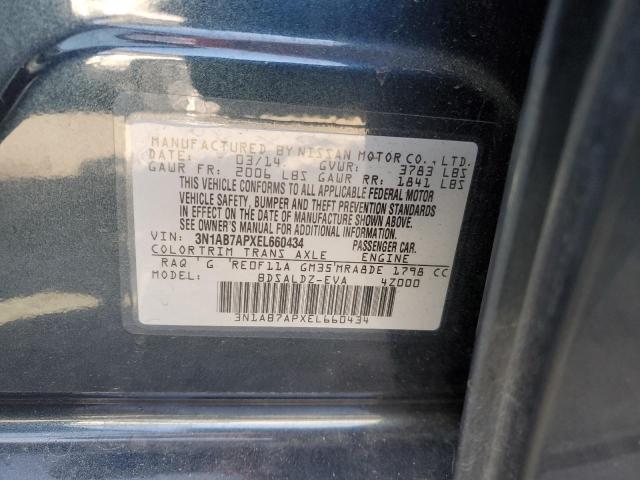 MANUFACTURED BY NISSAN MOTOR CO., LTD.
DATE: 03/14 GVWR: 3783 LBS
GAWR FR: 2006 LBS GAWR RR: 1841 LBS
THIS VEHICLE CONFORMS TO ALL APPLICABLE FEDERAL MOTOR
VEHICLE SAFETY, BUMPER AND THEFT PREVENTION STANDARDS
IN EFFECT ON THE DATE OF MANUFACTURE SHOWN ABOVE.
SEE OWNER'S MANUAL FOR ADDITIONAL INFORMATION.
VIN: 3N1AB7APXEL660434 PASSENGER CAR.
COLOR TRIM TRANS AXLE ENGINE
RAQ ' G ' RE0F11A GM35 'MRA8DE 1798 CC
MODEL: BDSALDZ-EVA 4Z000
3N1AB7APXEL660434